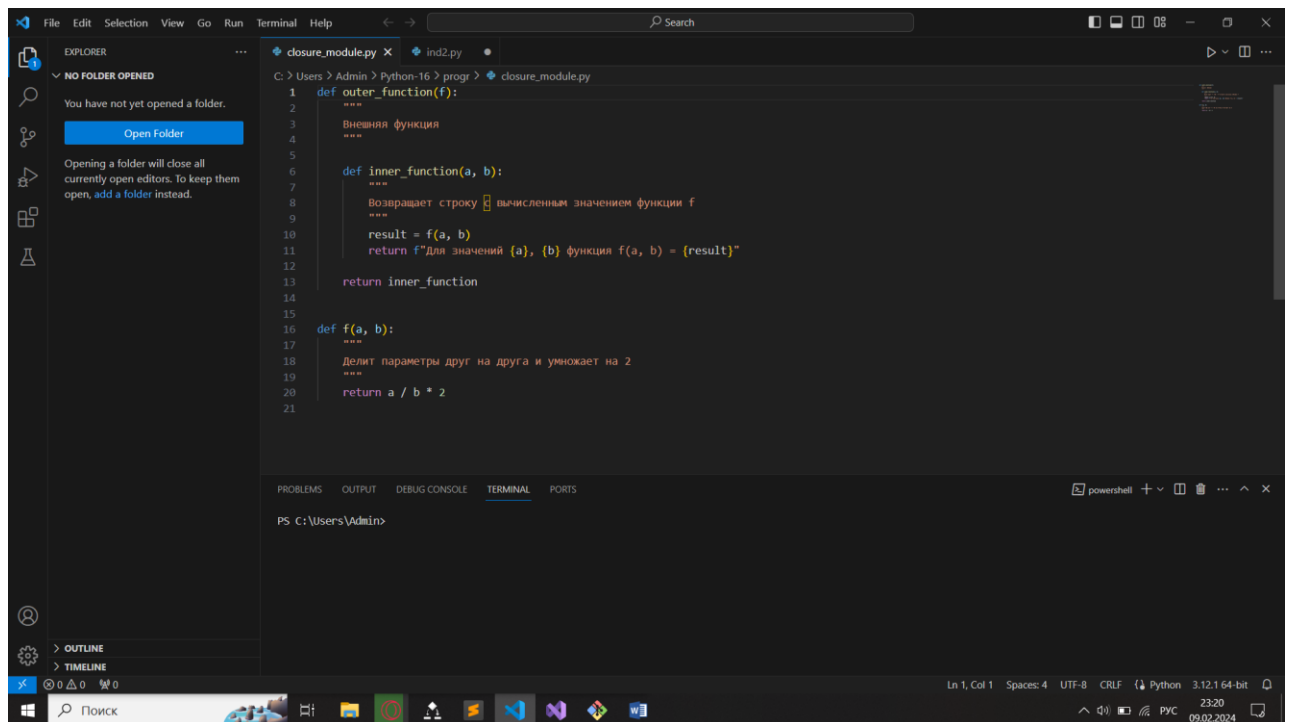 File Edit Selection View Go Run Terminal Help Search
EXPLORER ... closure_module.py ind2.py
NO FOLDER OPENED
You have not yet opened a folder.
Open Folder
Opening a folder will close all
currently open editors. To keep them
open, add a folder instead.
C: > Users > Admin > Python-16 > progr > closure_module.py
1 def outer_function(f):
2 """
3 Внешняя функция
4 """
5
6 def inner_function(a, b):
7 """
8 Возвращает строку с вычисленным значением функции f
9 """
10 result = f(a, b)
11 return f"Для значений {a}, {b} функция f(a, b) = {result}"
12
13 return inner_function
14
15
16 def f(a, b):
17 """
18 Делит параметры друг на друга и умножает на 2
19 """
20 return a / b * 2
21
PROBLEMS OUTPUT DEBUG CONSOLE TERMINAL PORTS powershell
PS C:\Users\Admin>
OUTLINE
TIMELINE
0 0 0 Ln 1, Col 1 Spaces: 4 UTF-8 CRLF Python 3.12.1 64-bit
Поиск РУС 23:20
09.02.2024